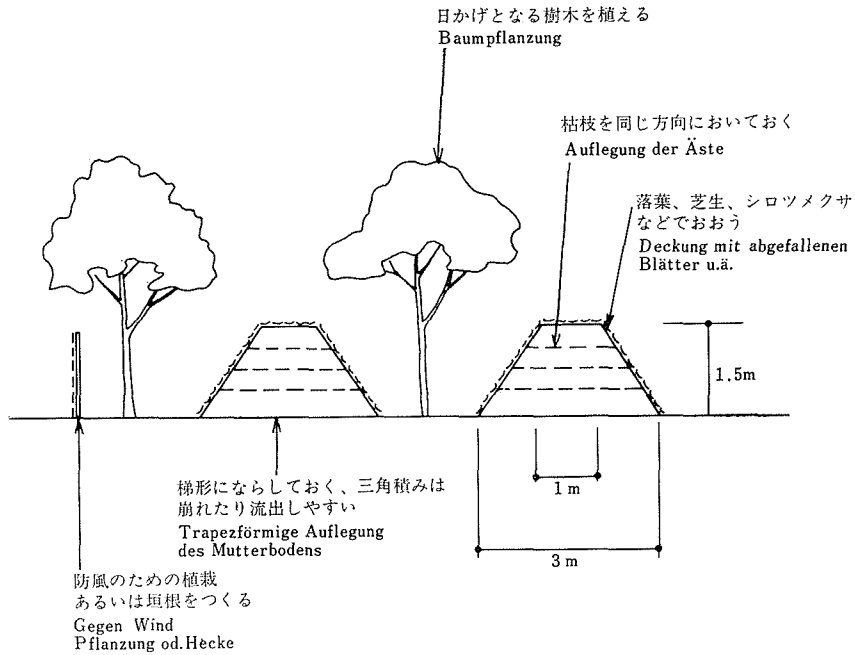 日かげとなる樹木を植える
Baumpflanzung
枯枝を同じ方向においておく
Auflegung der Äste
落葉、芝生、シロツメクサ
などでおおう
Deckung mit abgefallenen
Blätter u.ä.
1.5m
1m
3m
梯形にならしておく、三角積みは
崩れたり流出しやすい
Trapezförmige Auflegung
des Mutterbodens
防風のための植栽
あるいは垣根をつくる
Gegen Wind
Pflanzung od.Hecke